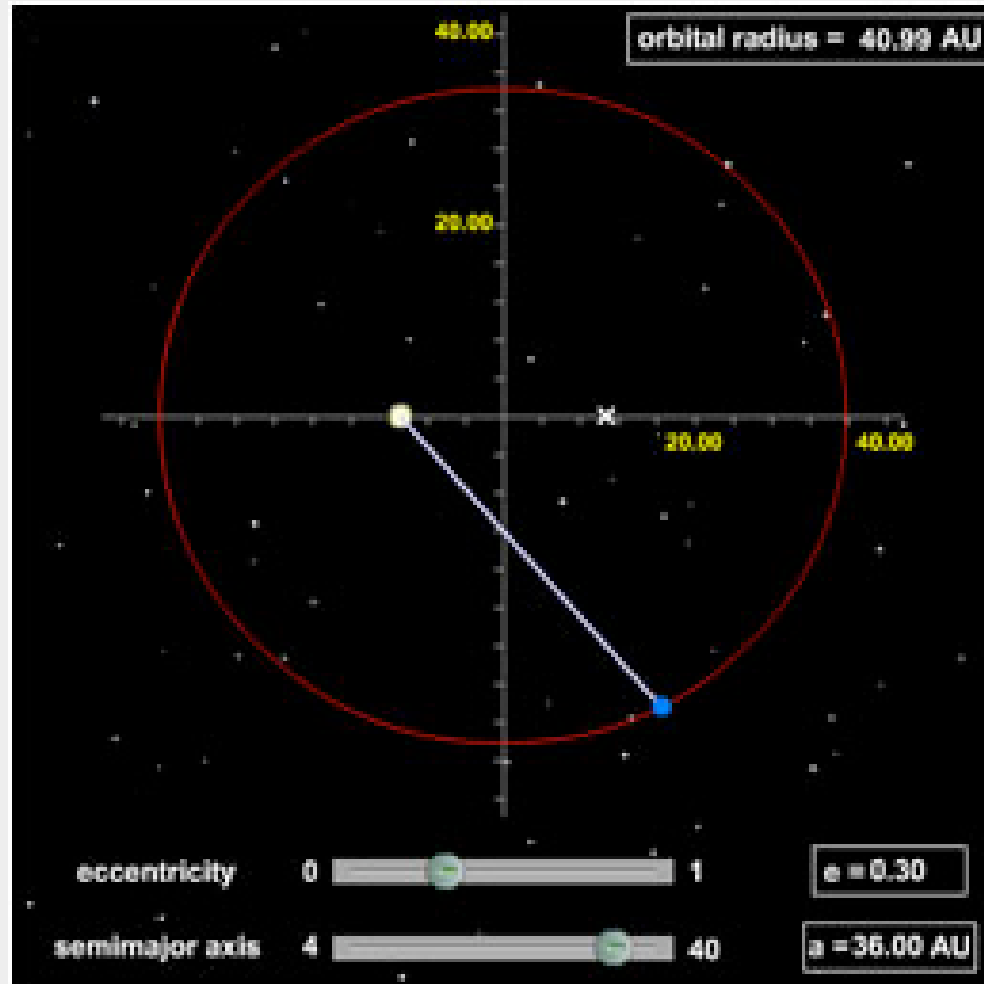 40.00
orbital radius = 40.99 AU
20.00
20.00 40.00
eccentricity 0 1 e = 0.30
semimajor axis 4 40 a = 36.00 AU